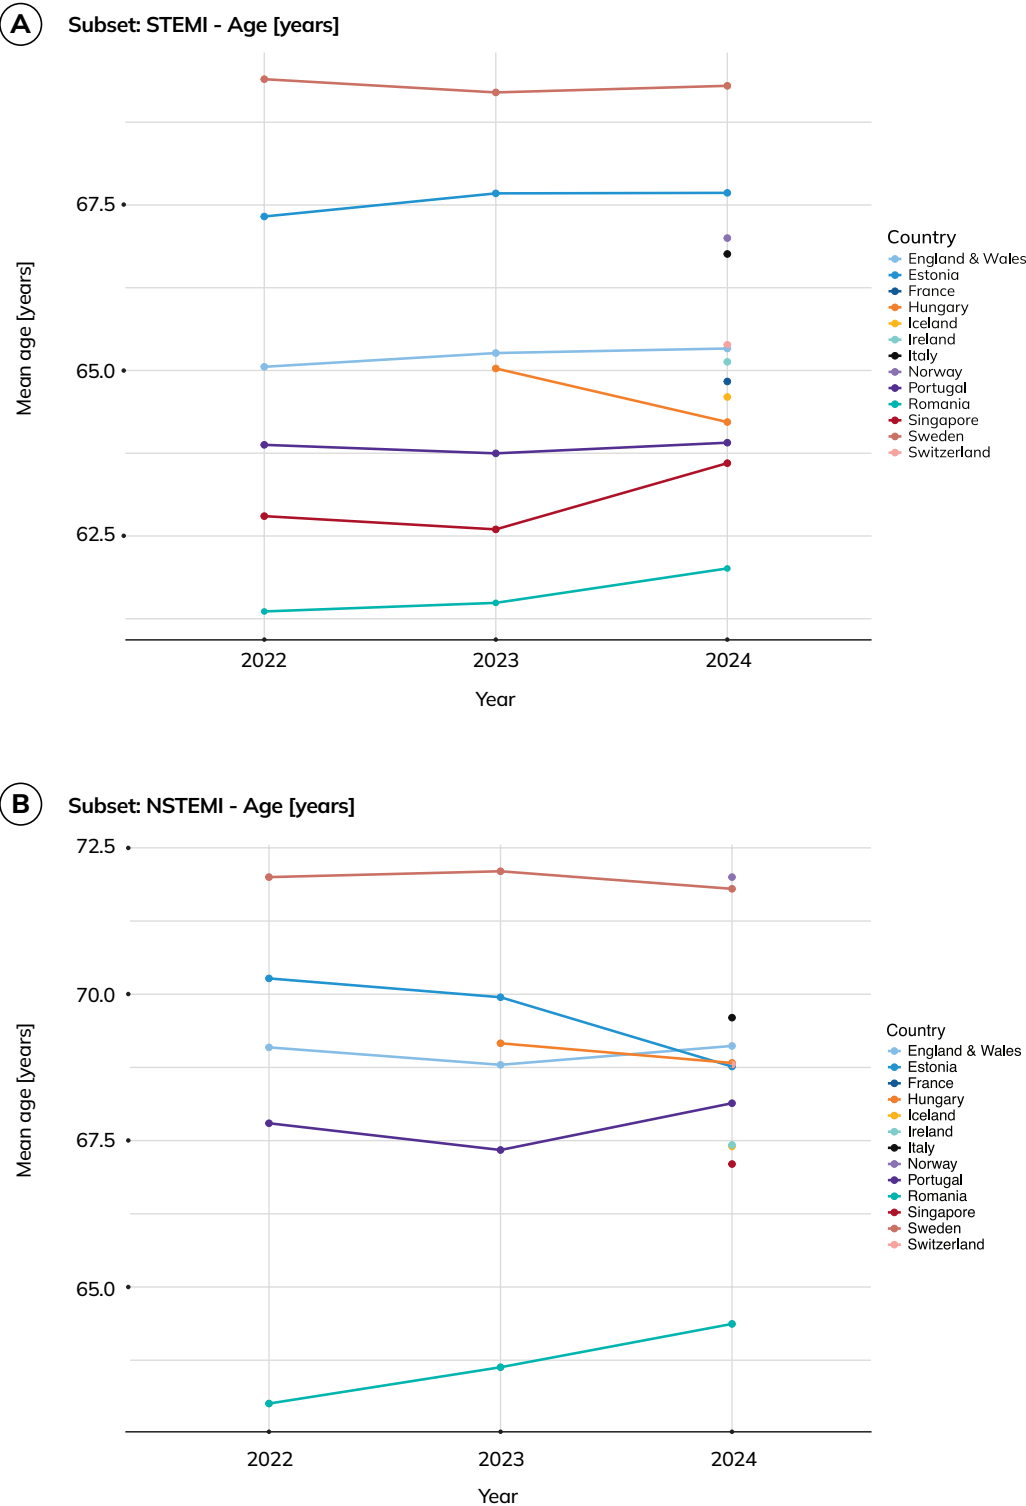 A Subset: STEMI - Age [years]
67.5
65.0
62.5
Mean age [years]
2022 2023 2024
Year
Country
England & Wales
Estonia
France
Hungary
Iceland
Ireland
Italy
Norway
Portugal
Romania
Singapore
Sweden
Switzerland
B Subset: NSTEMI - Age [years]
72.5
70.0
67.5
65.0
Mean age [years]
2022 2023 2024
Year
Country
England & Wales
Estonia
France
Hungary
Iceland
Ireland
Italy
Norway
Portugal
Romania
Singapore
Sweden
Switzerland